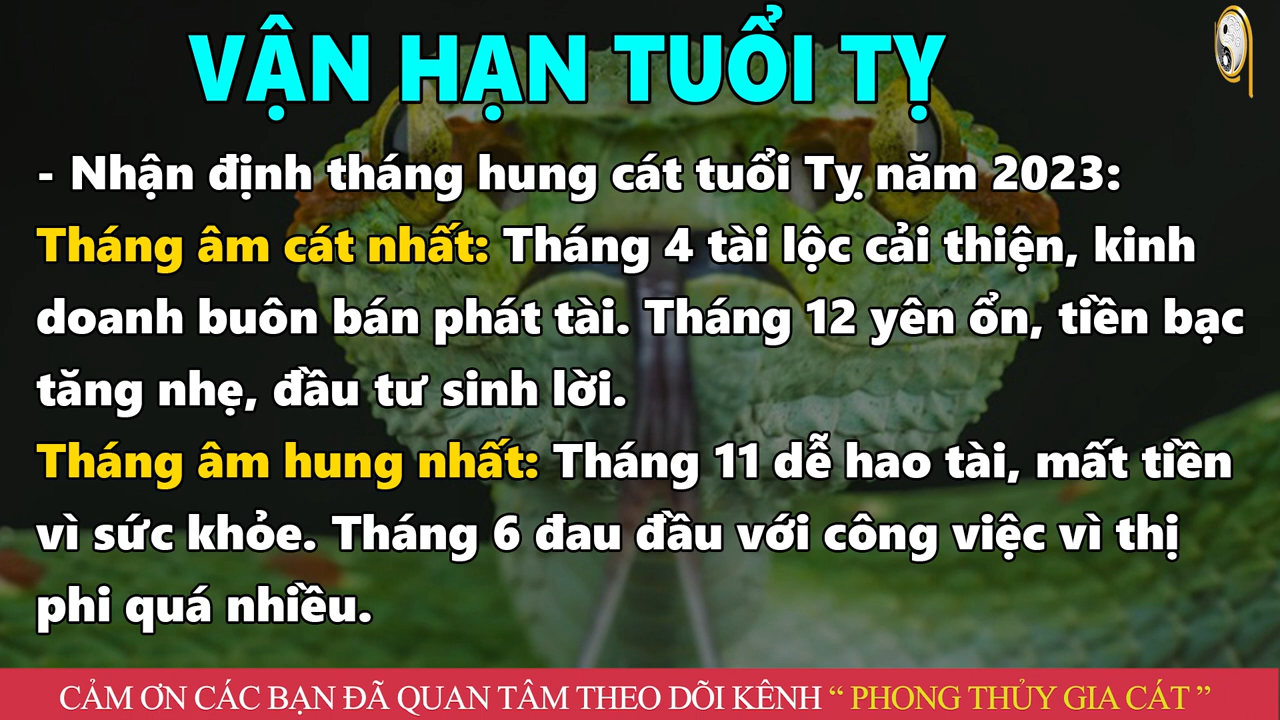 VẬN HẠN TUỔI TỴ
- Nhận định tháng hung cát tuổi Tỵ năm 2023:
Tháng âm cát nhất: Tháng 4 tài lộc cải thiện, kinh
doanh buôn bán phát tài. Tháng 12 yên ổn, tiền bạc
tăng nhẹ, đầu tư sinh lời.
Tháng âm hung nhất: Tháng 11 dễ hao tài, mất tiền
vì sức khỏe. Tháng 6 đau đầu với công việc vì thị
phi quá nhiều.
CẢM ƠN CÁC BẠN ĐÃ QUAN TÂM THEO DÕI KÊNH “ PHONG THỦY GIA CÁT ”